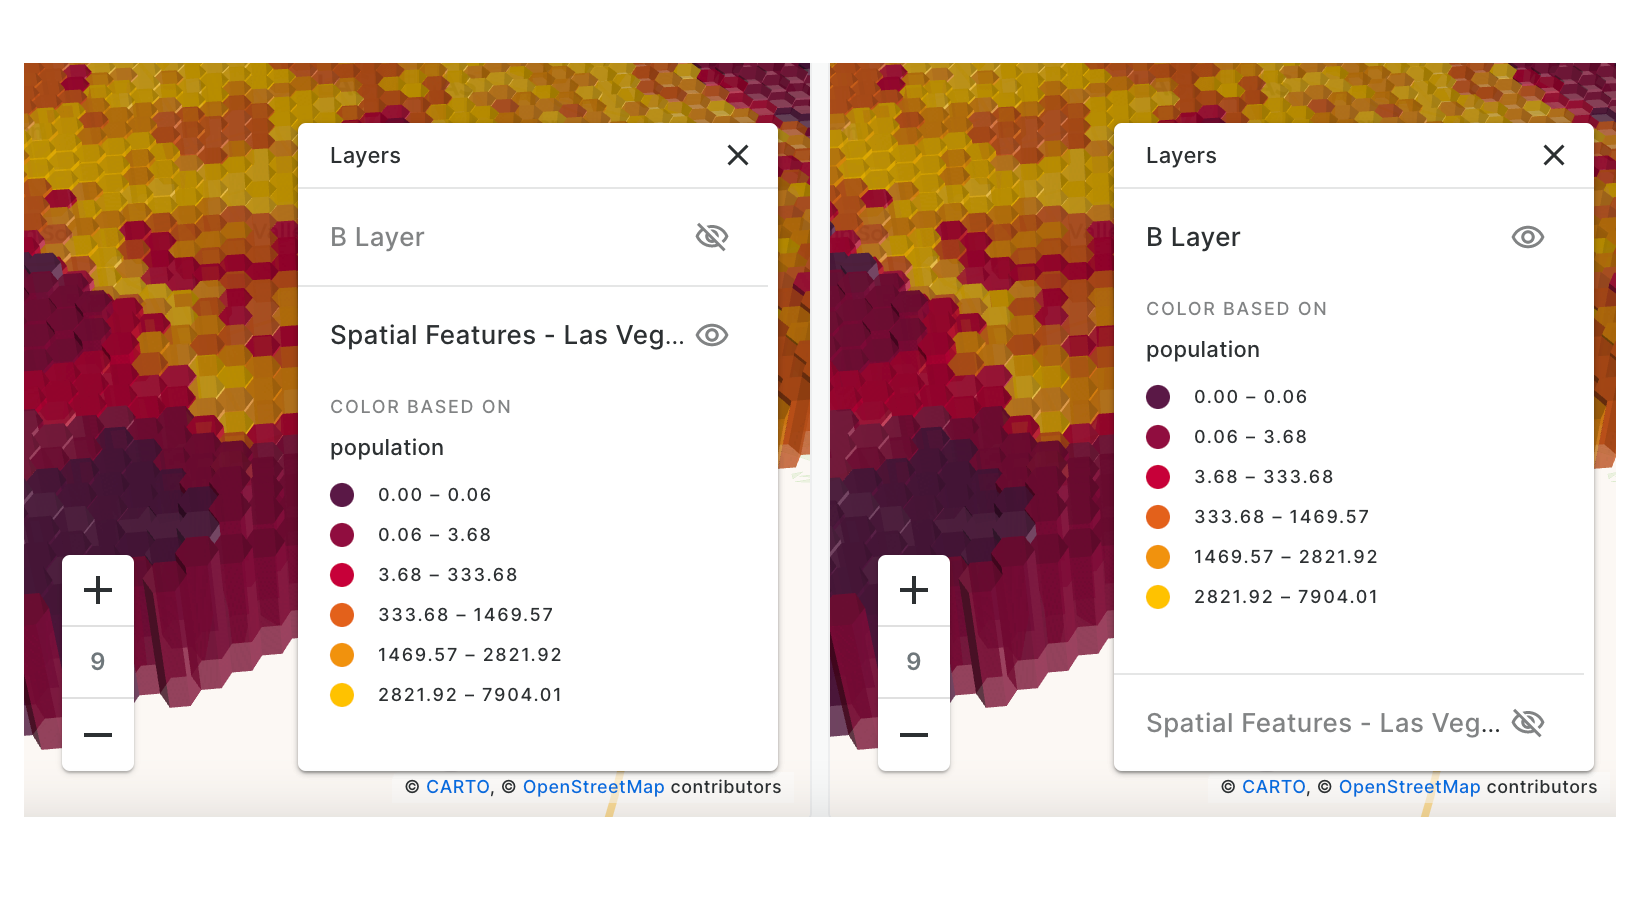 Layers
B Layer
Spatial Features - Las Veg...
COLOR BASED ON
population
0.00 – 0.06
0.06 – 3.68
3.68 – 333.68
333.68 – 1469.57
1469.57 – 2821.92
2821.92 – 7904.01
9
© CARTO, © OpenStreetMap contributors
Layers
B Layer
COLOR BASED ON
population
0.00 – 0.06
0.06 – 3.68
3.68 – 333.68
333.68 – 1469.57
1469.57 – 2821.92
2821.92 – 7904.01
Spatial Features - Las Veg...
9
© CARTO, © OpenStreetMap contributors